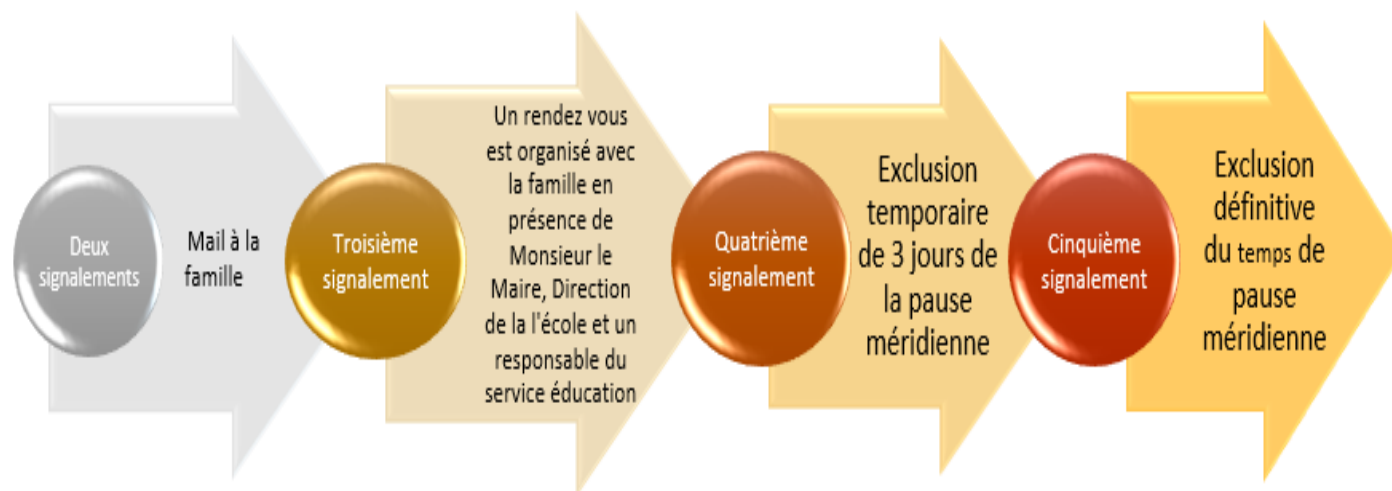 Deux
signalements
Mail à la
famille
Troisième
signalement
Un rendez vous
est organisé avec
la famille en
présence de
Monsieur le
Maire, Direction
de la l'école et un
responsable du
service éducation
Quatrième
signalement
Exclusion
temporaire
de 3 jours de
la pause
méridienne
Cinquième
signalement
Exclusion
définitive
du temps de
pause
méridienne